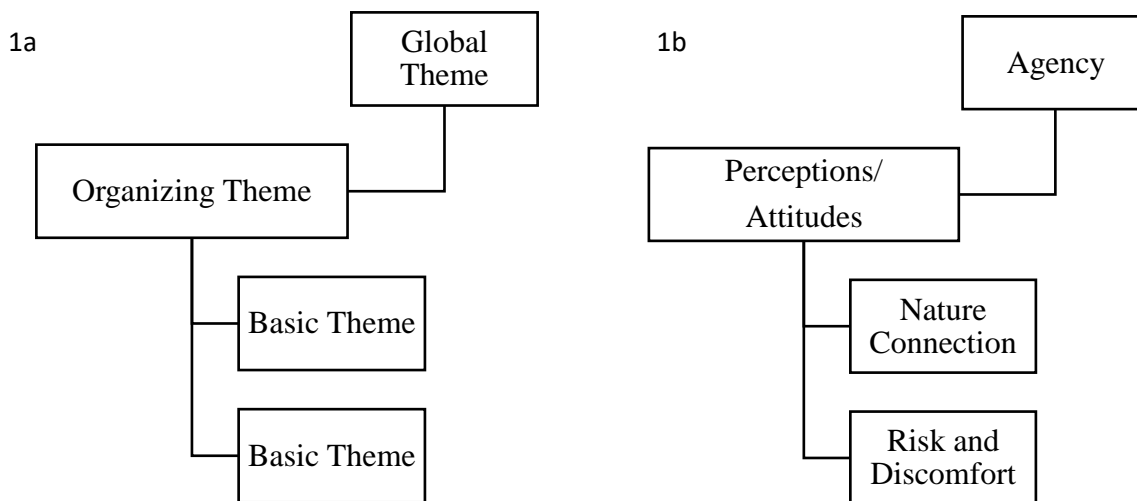 1a
Global
Theme
Organizing Theme
Basic Theme
Basic Theme
1b
Agency
Perceptions/
Attitudes
Nature
Connection
Risk and
Discomfort